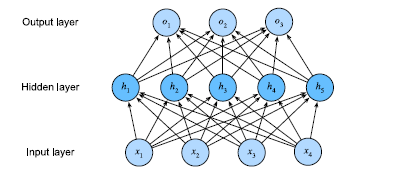 Output layer o1 o2 o3
Hidden layer h1 h2 h3 h4 h5
Input layer x1 x2 x3 x4